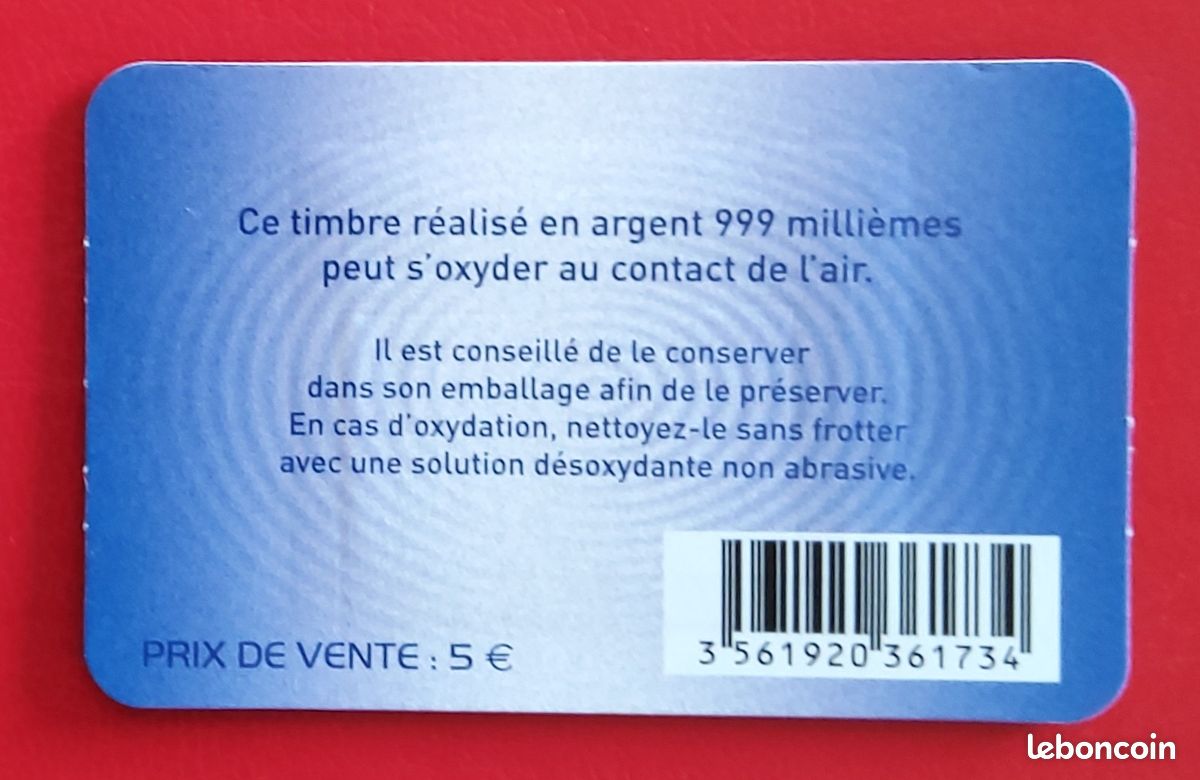 Ce timbre réalisé en argent 999 millièmes
peut s'oxyder au contact de l'air.
Il est conseillé de le conserver
dans son emballage afin de le préserver.
En cas d'oxydation, nettoyez-le sans frotter
avec une solution désoxydante non abrasive.
PRIX DE VENTE : 5 €
3 561920 361734
leboncoin